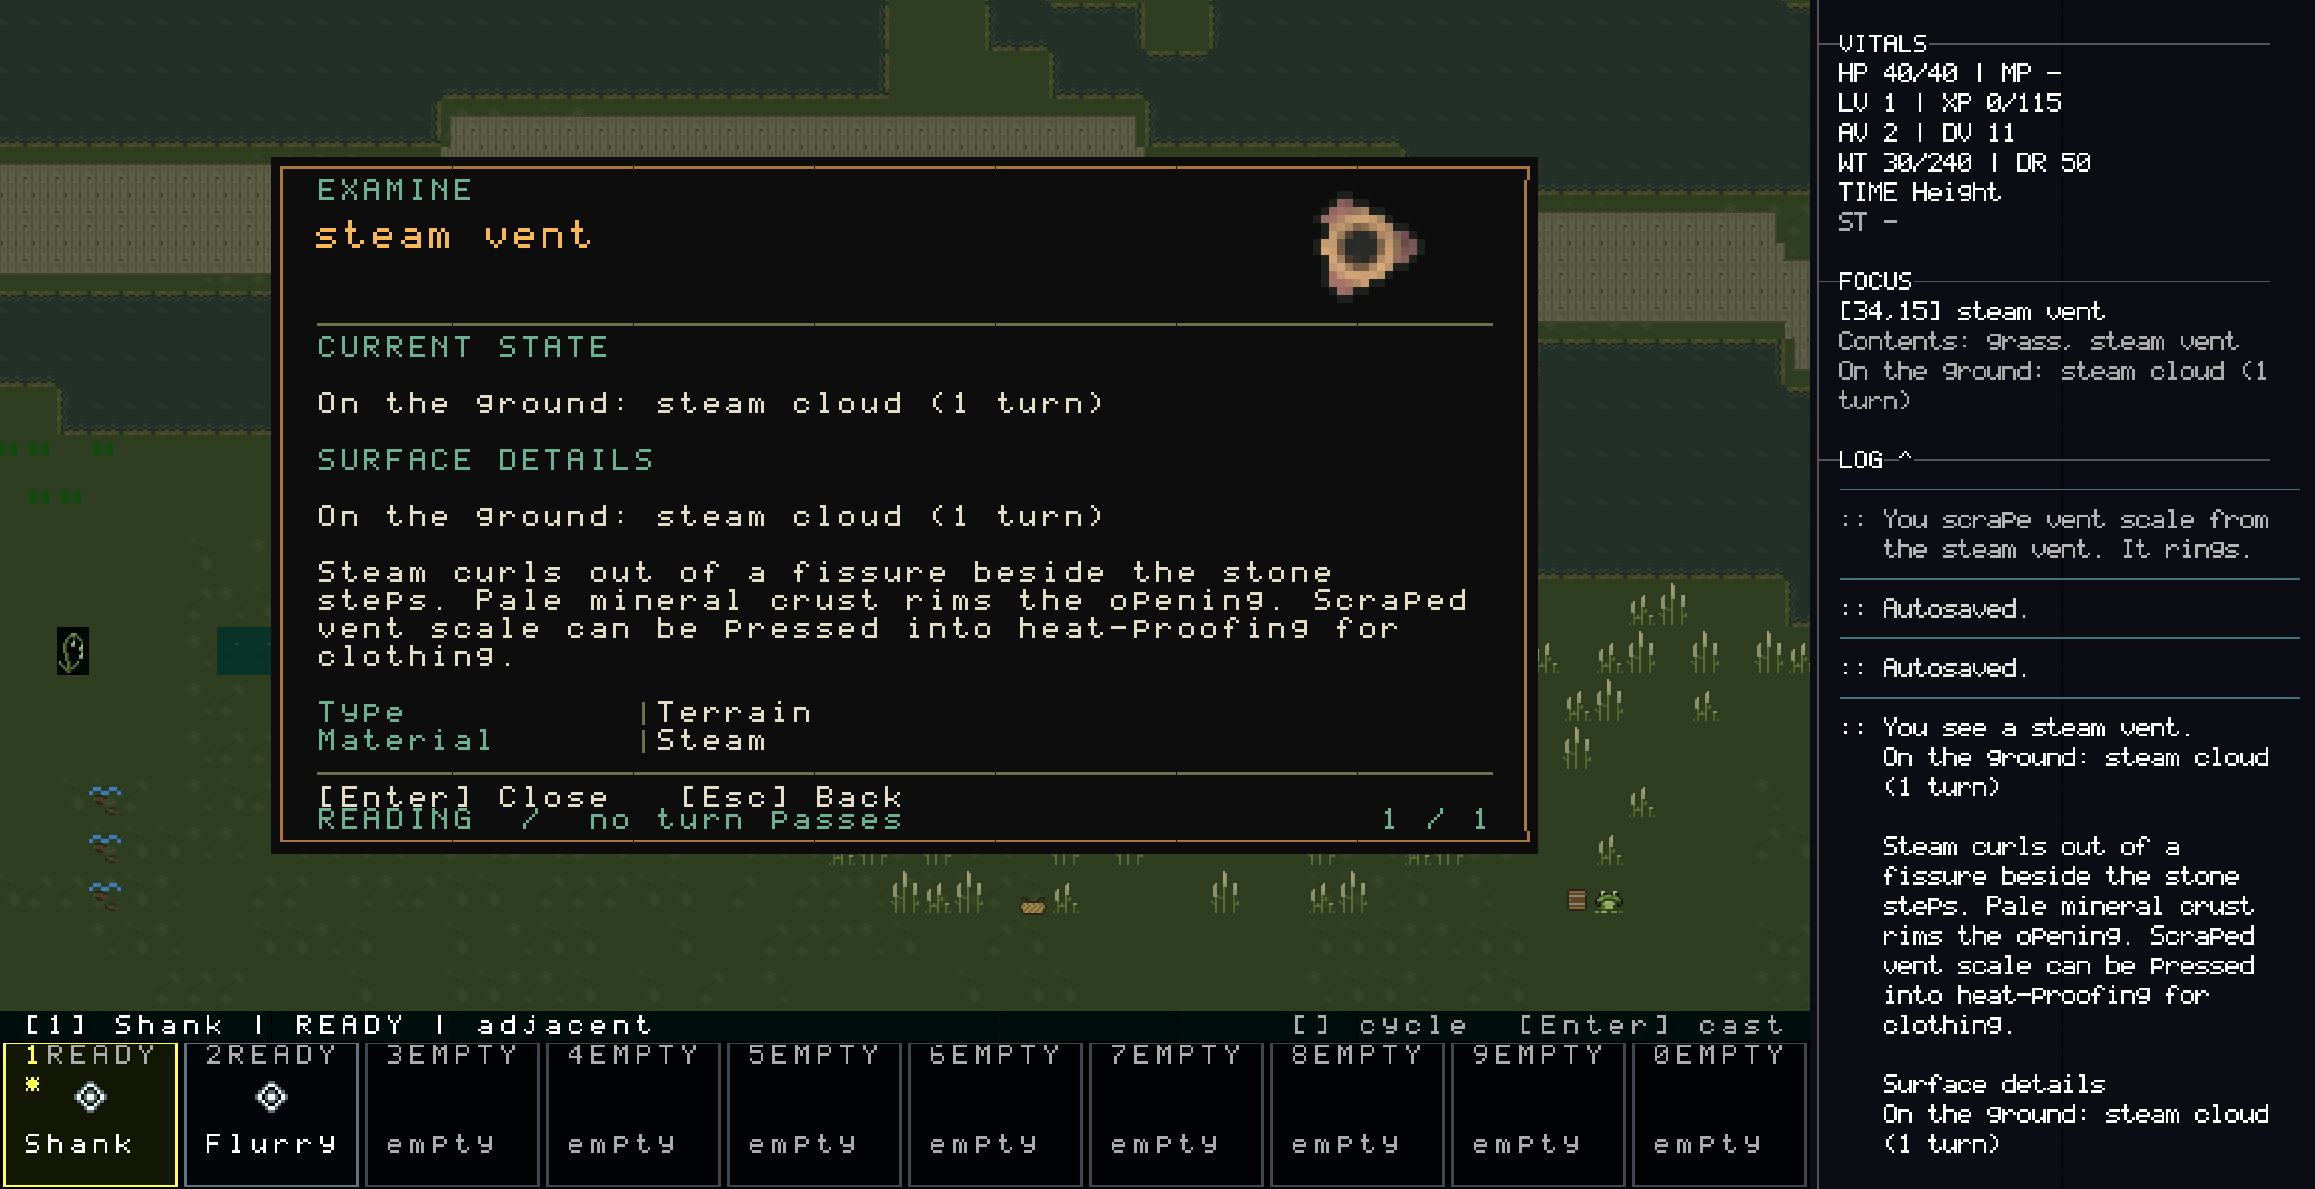 EXAMINE
steam vent
CURRENT STATE
On the ground: steam cloud (1 turn)
SURFACE DETAILS
On the ground: steam cloud (1 turn)
Steam curls out of a fissure beside the stone
steps. Pale mineral crust rims the opening. Scraped
vent scale can be pressed into heat-proofing for
clothing.
Type | Terrain
Material | Steam
[Enter] Close [Esc] Back
READING / no turn passes 1 / 1
[1] Shank | READY | adjacent [] cycle [Enter] cast
1READY 2READY 3EMPTY 4EMPTY 5EMPTY 6EMPTY 7EMPTY 8EMPTY 9EMPTY 0EMPTY
*
Shank Flurry empty empty empty empty empty empty empty empty
VITALS
HP 40/40 | MP -
LV 1 | XP 0/115
AV 2 | DV 11
WT 30/240 | DR 50
TIME Height
ST -
FOCUS
[34,15] steam vent
Contents: grass, steam vent
On the ground: steam cloud (1
turn)
LOG ^
:: You scrape vent scale from
the steam vent. It rings.
:: Autosaved.
:: Autosaved.
:: You see a steam vent.
On the ground: steam cloud
(1 turn)
Steam curls out of a
fissure beside the stone
steps. Pale mineral crust
rims the opening. Scraped
vent scale can be pressed
into heat-proofing for
clothing.
Surface details
On the ground: steam cloud
(1 turn)